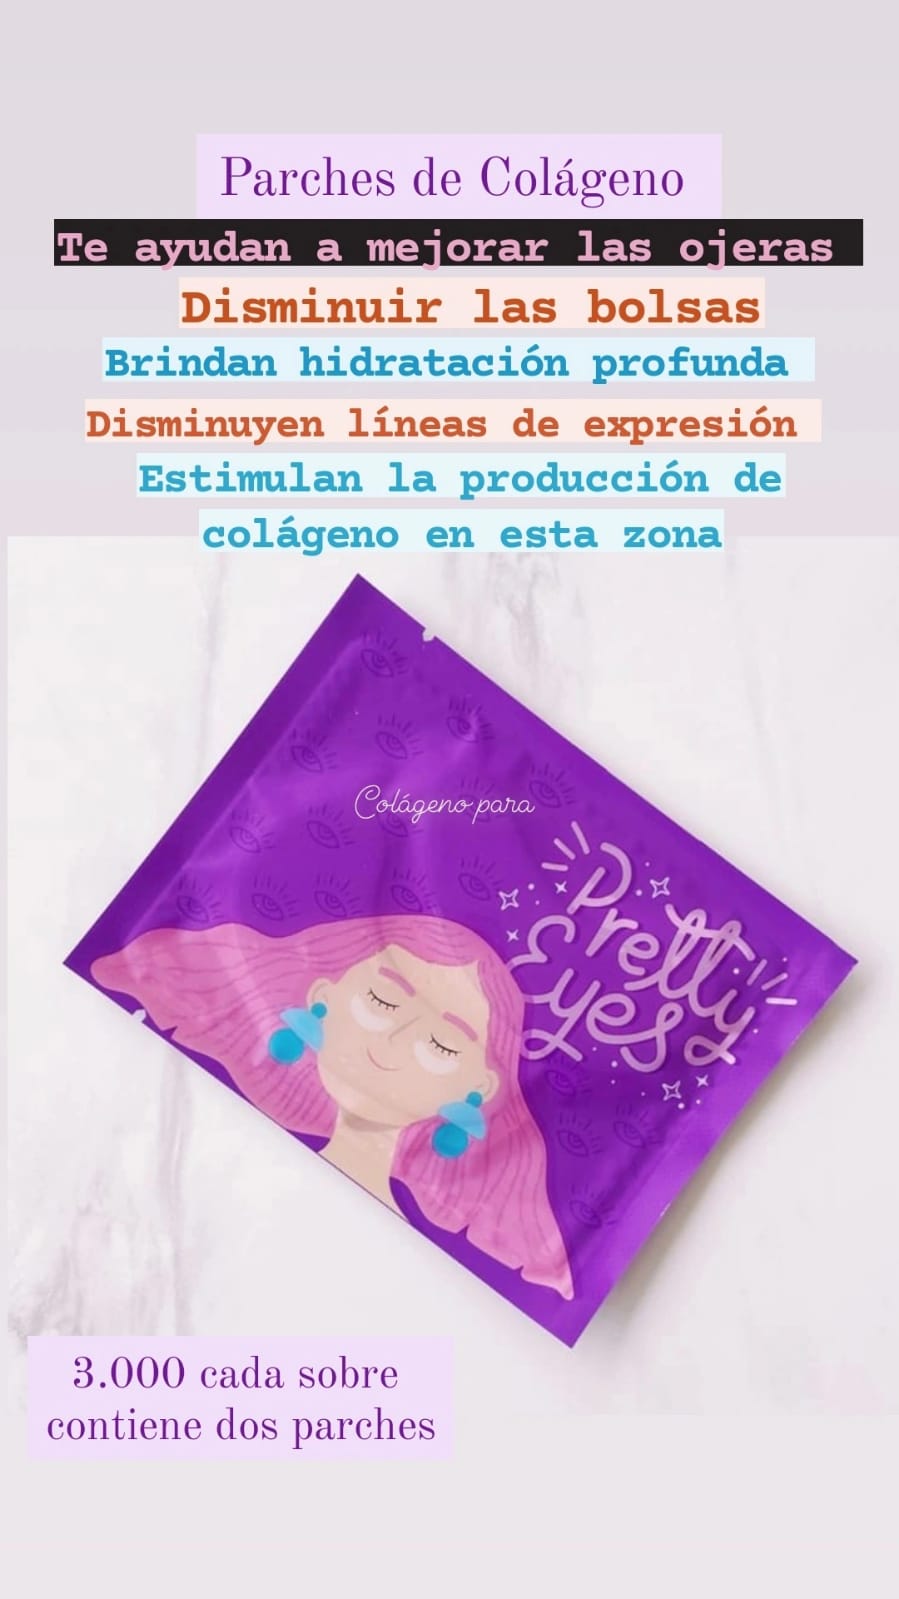 Parches de Colágeno
Te ayudan a mejorar las ojeras
Disminuir las bolsas
Brindan hidratación profunda
Disminuyen líneas de expresión
Estimulan la producción de
colágeno en esta zona
Colágeno para
Pretty
Eyes
3.000 cada sobre
contiene dos parches